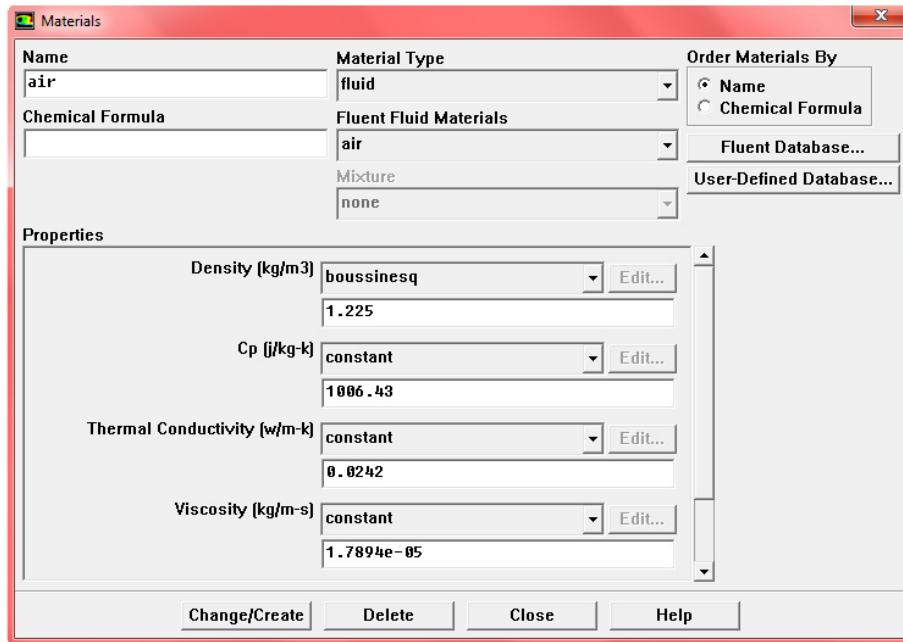 Materials
Name
air
Chemical Formula
Material Type
fluid
Fluent Fluid Materials
air
Mixture
none
Order Materials By
Name
Chemical Formula
Fluent Database...
User-Defined Database...
Properties
Density (kg/m3)
boussinesq
Edit...
1.225
Cp (j/kg-k)
constant
Edit...
1006.43
Thermal Conductivity (w/m-k)
constant
Edit...
0.0242
Viscosity (kg/m-s)
constant
Edit...
1.7894e-05
Change/Create
Delete
Close
Help